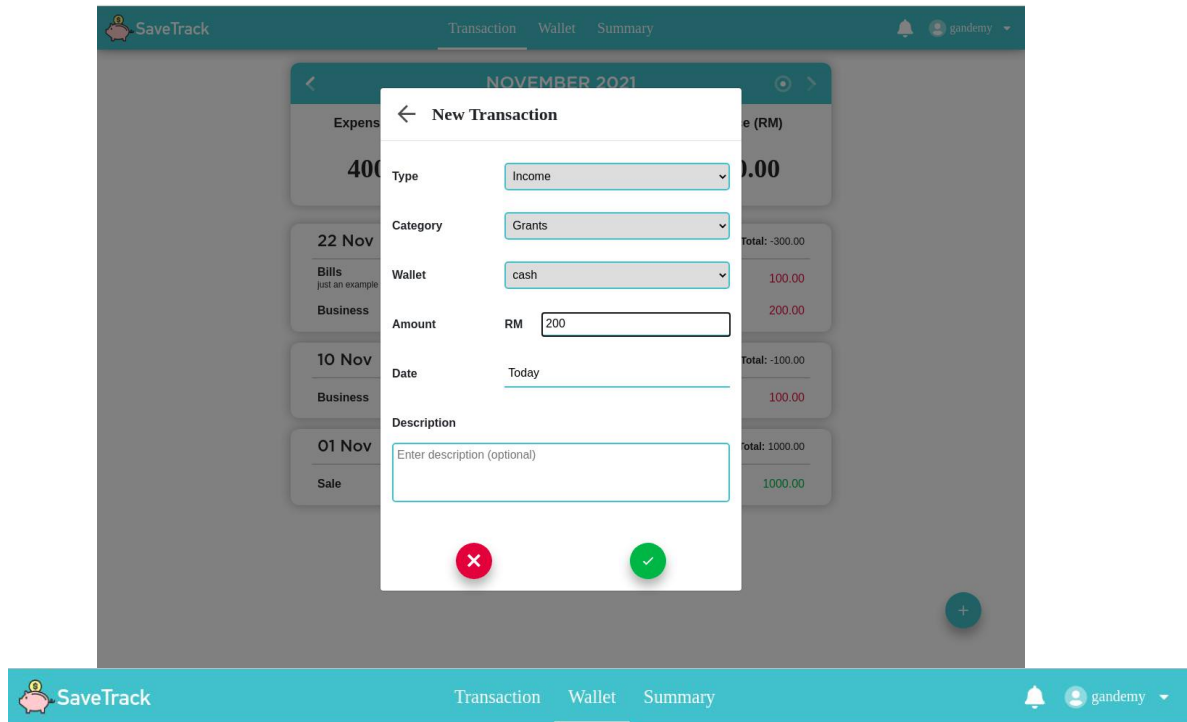 SaveTrack Transaction Wallet Summary gandemy
NOVEMBER 2021
New Transaction
Expens e (RM)
400 0.00
Type Income
Category Grants
Wallet cash
Amount RM 200
Date Today
Description
Enter description (optional)
22 Nov Total: -300.00
Bills 100.00
just an example
Business 200.00
10 Nov Total: -100.00
Business 100.00
01 Nov Total: 1000.00
Sale 1000.00
SaveTrack Transaction Wallet Summary gandemy